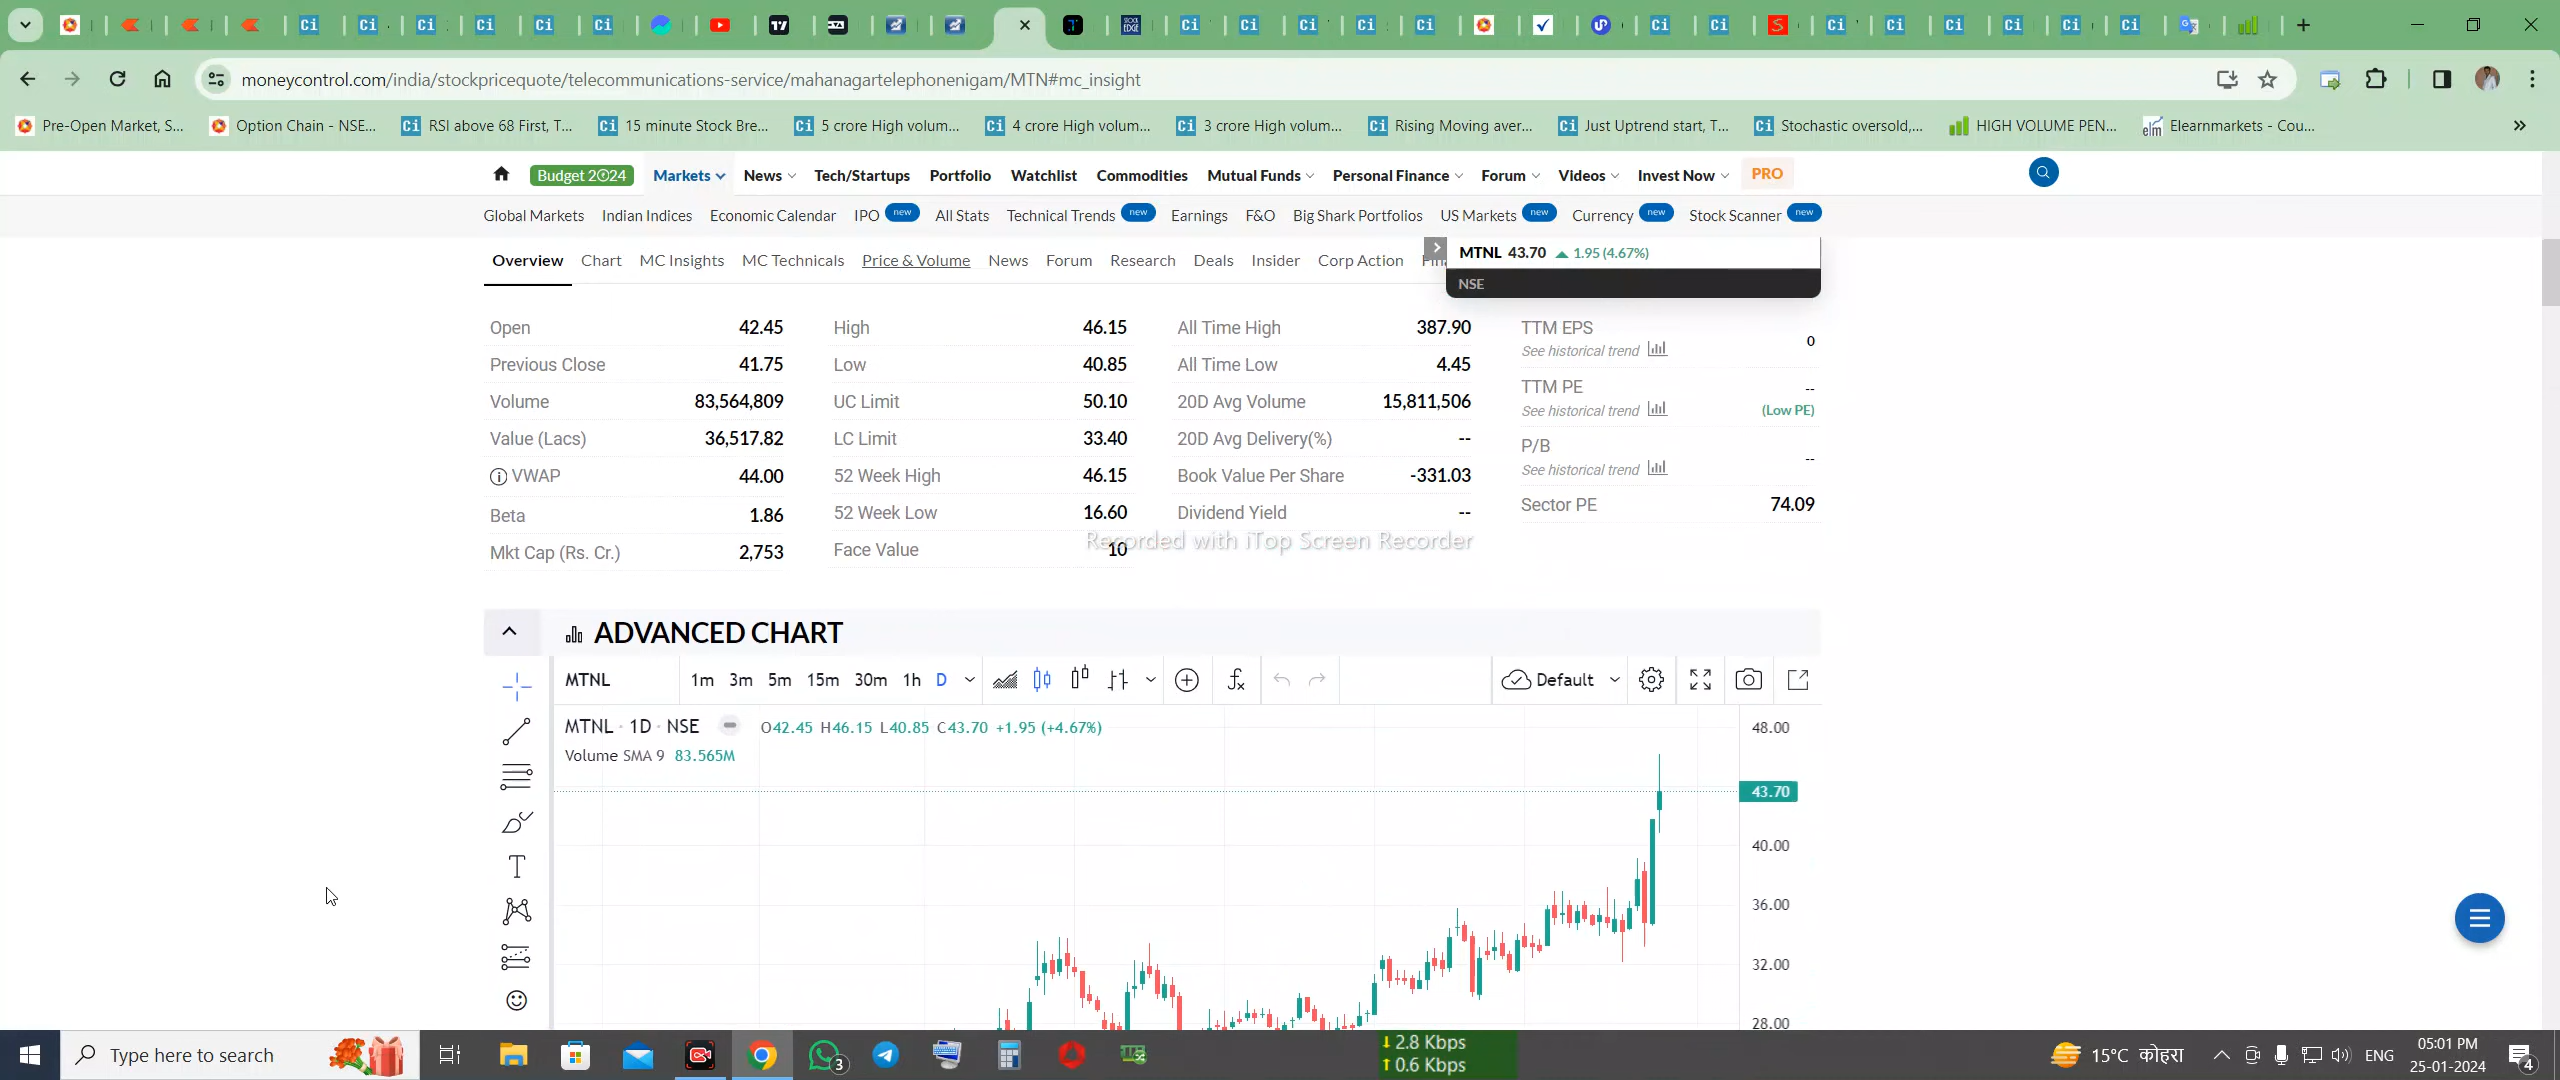 moneycontrol.com/india/stockpricequote/telecommunications-service/mahanagartelephonenigam/MTN#mc_insight
Pre-Open Market, S... Option Chain - NSE... Ci RSI above 68 First, T... Ci 15 minute Stock Bre... Ci 5 crore High volum... Ci 4 crore High volum... Ci 3 crore High volum... Ci Rising Moving aver... Ci Just Uptrend start, T... Ci Stochastic oversold,... HIGH VOLUME PEN... elm Elearnmarkets - Cou... »
Budget 2024 Markets News Tech/Startups Portfolio Watchlist Commodities Mutual Funds Personal Finance Forum Videos Invest Now PRO
Global Markets Indian Indices Economic Calendar IPO new All Stats Technical Trends new Earnings F&O Big Shark Portfolios US Markets new Currency new Stock Scanner new
Overview Chart MC Insights MC Technicals Price & Volume News Forum Research Deals Insider Corp Action
MTNL 43.70 ▲ 1.95 (4.67%)
NSE
Open 42.45 High 46.15 All Time High 387.90 TTM EPS 0
See historical trend
Previous Close 41.75 Low 40.85 All Time Low 4.45
TTM PE --
Volume 83,564,809 UC Limit 50.10 20D Avg Volume 15,811,506
See historical trend (Low PE)
Value (Lacs) 36,517.82 LC Limit 33.40 20D Avg Delivery(%) --
P/B --
See historical trend
VWAP 44.00 52 Week High 46.15 Book Value Per Share -331.03
Beta 1.86 52 Week Low 16.60 Dividend Yield -- Sector PE 74.09
Mkt Cap (Rs. Cr.) 2,753 Face Value 10
Recorded with iTop Screen Recorder
ADVANCED CHART
MTNL 1m 3m 5m 15m 30m 1h D Default
MTNL · 1D · NSE O42.45 H46.15 L40.85 C43.70 +1.95 (+4.67%)
Volume SMA 9 83.565M
48.00
43.70
40.00
36.00
32.00
28.00
Type here to search
3
↓ 2.8 Kbps
↑ 0.6 Kbps
15°C कोहरा
ENG
05:01 PM
25-01-2024
4